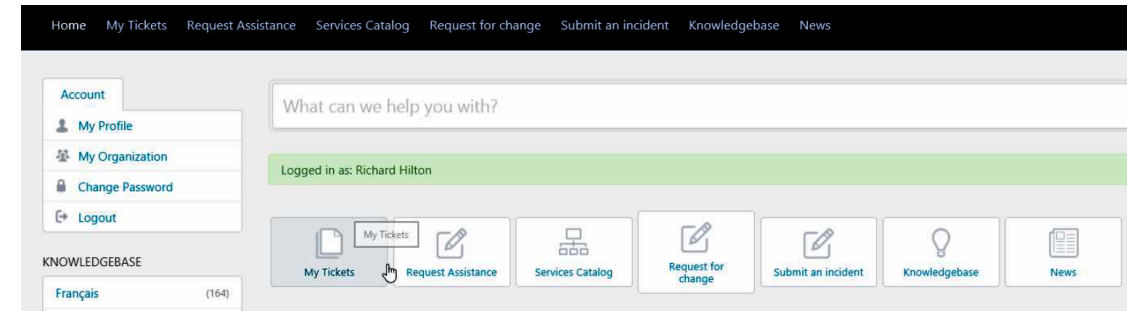 Home My Tickets Request Assistance Services Catalog Request for change Submit an incident Knowledgebase News
Account
My Profile
My Organization
Change Password
Logout
KNOWLEDGEBASE
Français (164)
What can we help you with?
Logged in as: Richard Hilton
My Tickets
My Tickets
Request Assistance
Services Catalog
Request for
change
Submit an incident
Knowledgebase
News